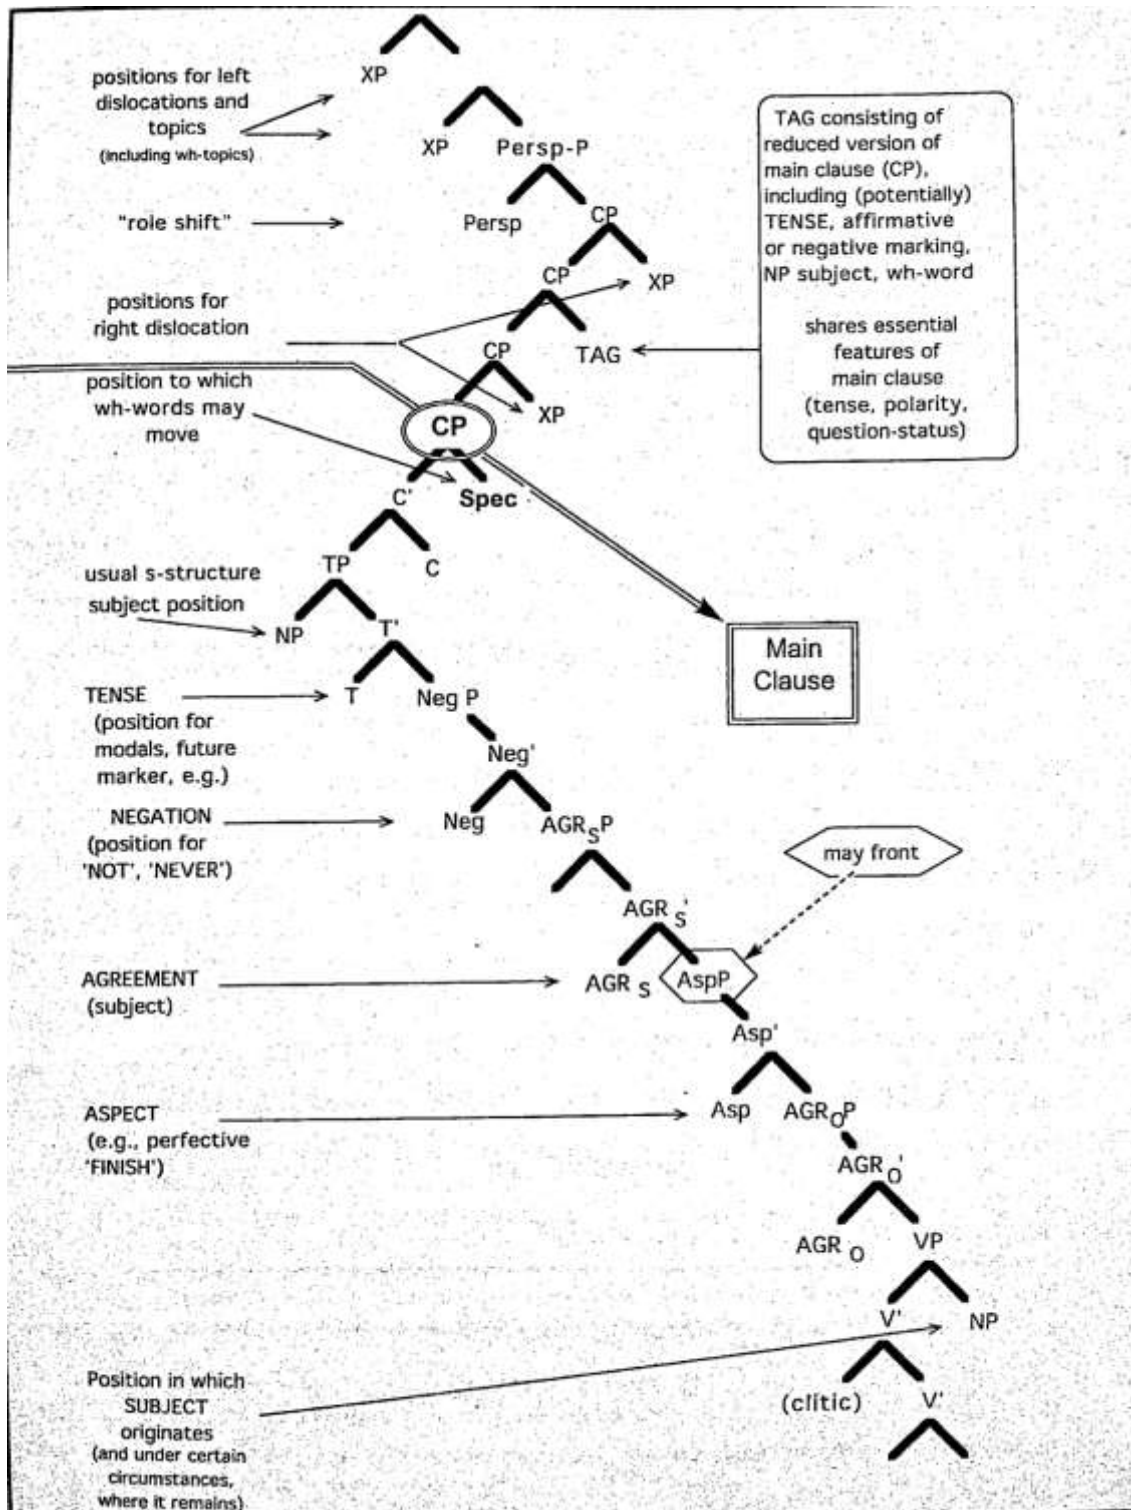 XP
positions for left
dislocations and
topics
(including wh-topics)
XP Persp-P
"role shift"
Persp CP
CP XP
TAG consisting of
reduced version of
main clause (CP),
including (potentially)
TENSE, affirmative
or negative marking,
NP subject, wh-word
shares essential
features of
main clause
(tense, polarity,
question-status)
positions for
right dislocation
CP TAG
position to which
wh-words may
move
CP XP
C' Spec
TP C
usual s-structure
subject position
NP T'
Main
Clause
TENSE
(position for
modals, future
marker, e.g.)
T Neg P
Neg'
NEGATION
(position for
'NOT', 'NEVER')
Neg AGRSP
may front
AGRS'
AGREEMENT
(subject)
AGR S AspP
Asp'
ASPECT
(e.g., perfective
'FINISH')
Asp AGROP
AGRO'
AGR O VP
V' NP
Position in which
SUBJECT
originates
(and under certain
circumstances,
where it remains)
(clitic) V'